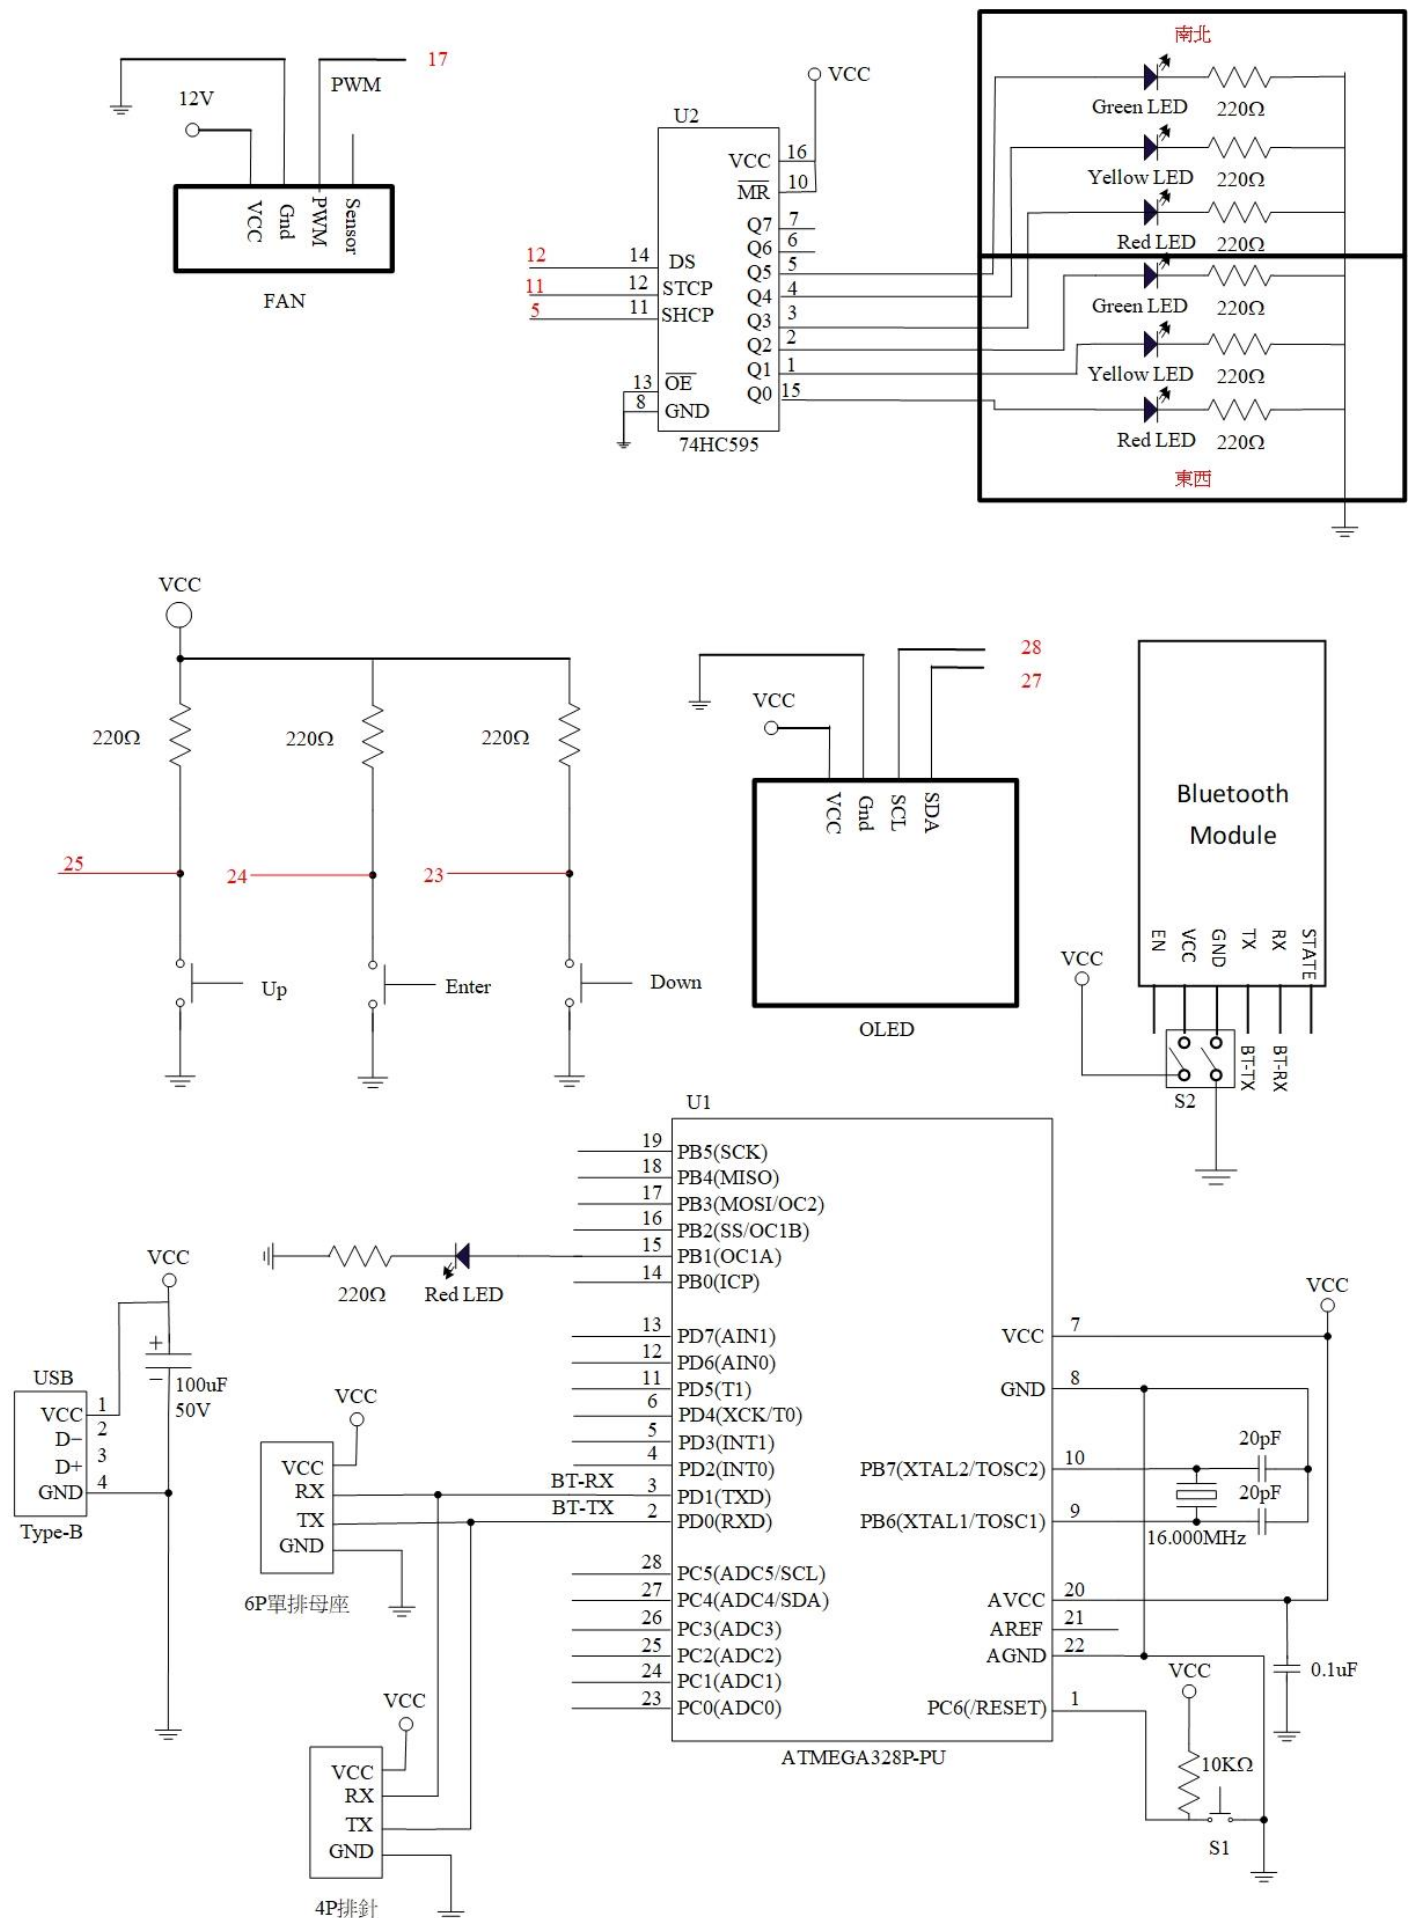 17
PWM
12V
VCC
Gnd
PWM
Sensor
FAN
VCC
U2
VCC 16
MR 10
Q7 7
Q6 6
Q5 5
Q4 4
Q3 3
Q2 2
Q1 1
Q0 15
12 14 DS
11 12 STCP
5 11 SHCP
13 OE
8 GND
74HC595
南北
Green LED 220Ω
Yellow LED 220Ω
Red LED 220Ω
Green LED 220Ω
Yellow LED 220Ω
Red LED 220Ω
東西
VCC
220Ω 220Ω 220Ω
25 24 23
Up Enter Down
28
27
VCC
VCC
Gnd
SCL
SDA
OLED
Bluetooth
Module
EN
VCC
GND
TX
RX
STATE
VCC
BT-TX
BT-RX
S2
U1
19 PB5(SCK)
18 PB4(MISO)
17 PB3(MOSI/OC2)
16 PB2(SS/OC1B)
15 PB1(OC1A)
14 PB0(ICP)
220Ω Red LED
13 PD7(AIN1)
12 PD6(AIN0)
11 PD5(T1)
6 PD4(XCK/T0)
5 PD3(INT1)
4 PD2(INT0)
BT-RX 3 PD1(TXD)
BT-TX 2 PD0(RXD)
28 PC5(ADC5/SCL)
27 PC4(ADC4/SDA)
26 PC3(ADC3)
25 PC2(ADC2)
24 PC1(ADC1)
23 PC0(ADC0)
VCC 7
GND 8
PB7(XTAL2/TOSC2) 10
PB6(XTAL1/TOSC1) 9
AVCC 20
AREF 21
AGND 22
PC6(/RESET) 1
ATMEGA328P-PU
VCC
20pF
20pF
16.000MHz
0.1uF
VCC
10KΩ
S1
VCC
+
−
100uF
50V
USB
VCC 1
D− 2
D+ 3
GND 4
Type-B
VCC
VCC
RX
TX
GND
6P單排母座
VCC
VCC
RX
TX
GND
4P排針